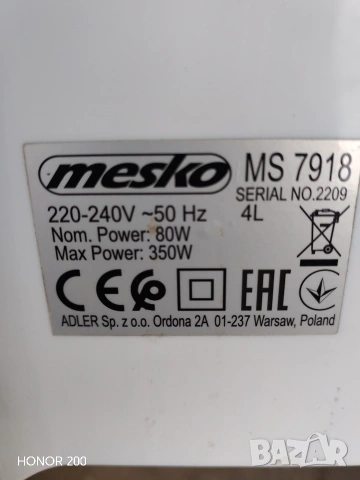 mesko MS 7918
SERIAL NO.2209
220-240V ~50 Hz 4L
Nom. Power: 80W
Max Power: 350W
CE EAC
ADLER Sp. z o.o. Ordona 2A 01-237 Warsaw, Poland
HONOR 200
BAZAR.BG